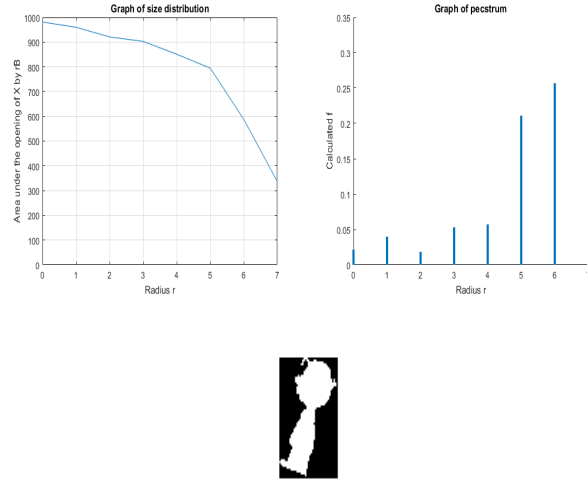 Graph of size distribution
1000
900
800
700
600
500
400
300
200
100
0
Area under the opening of X by rB
0 1 2 3 4 5 6 7
Radius r
Graph of pecstrum
0.35
0.3
0.25
0.2
0.15
0.1
0.05
0
Calculated f
0 1 2 3 4 5 6
Radius r